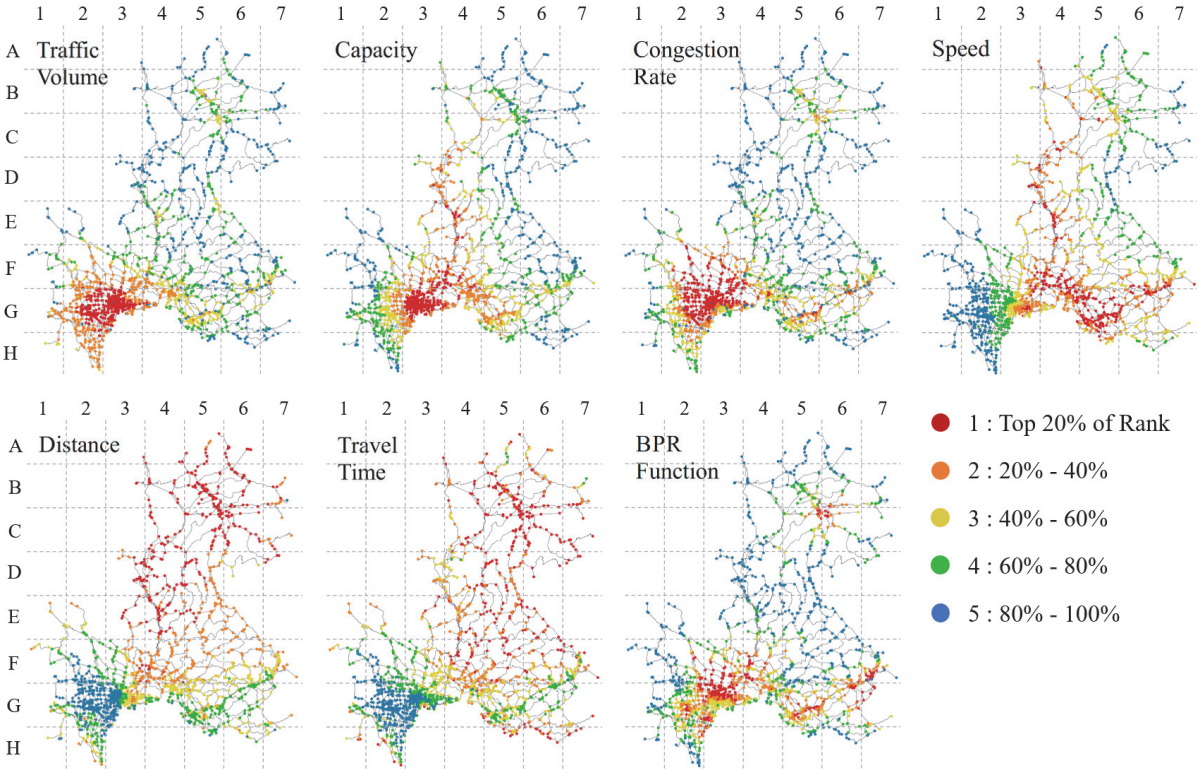 1 2 3 4 5 6 7 1 2 3 4 5 6 7 1 2 3 4 5 6 7 1 2 3 4 5 6 7
A
Traffic
Volume
Capacity
Congestion
Rate
Speed
B
C
D
E
F
G
H
1 2 3 4 5 6 7 1 2 3 4 5 6 7 1 2 3 4 5 6 7
A
Distance
Travel
Time
BPR
Function
B
C
D
E
F
G
H
1 : Top 20% of Rank
2 : 20% - 40%
3 : 40% - 60%
4 : 60% - 80%
5 : 80% - 100%